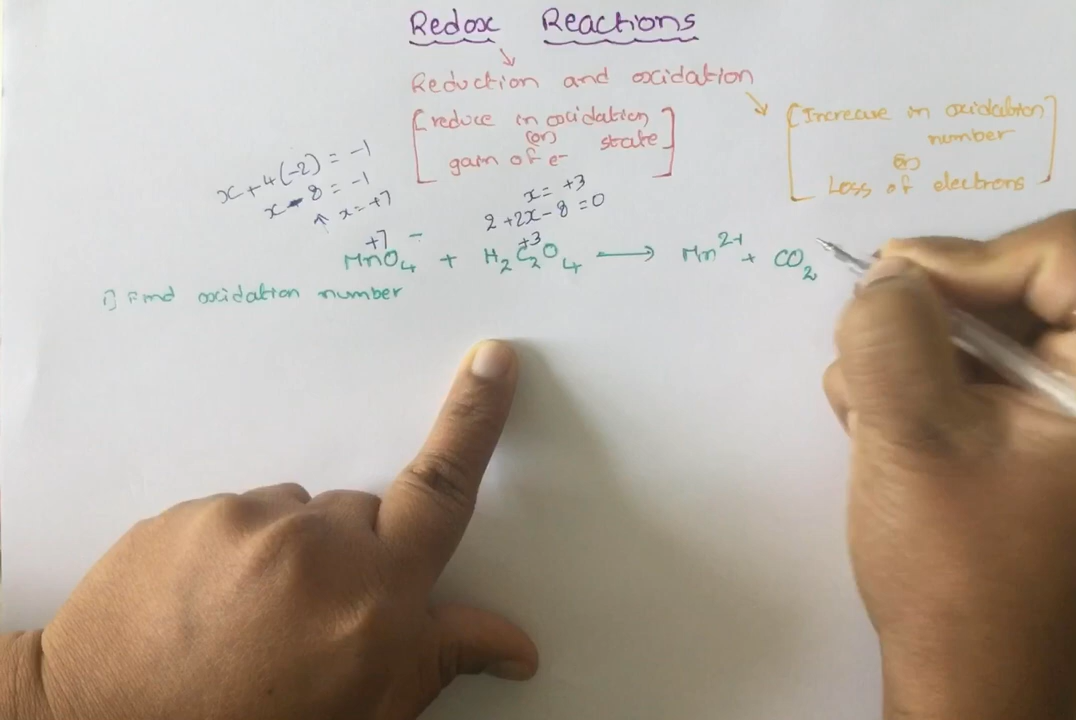 Redox Reactions
Reduction and oxidation
[reduce in oxidation state
(or)
gain of e-]
[Increase in oxidation number
(or)
Loss of electrons]
x+4(-2) = -1
x - 8 = -1
↑ x = +7
x = +3
2+2x-8=0
+7 +3
MnO₄⁻ + H₂C₂O₄ ⟶ Mn²⁺ + CO₂
1) Find oxidation number